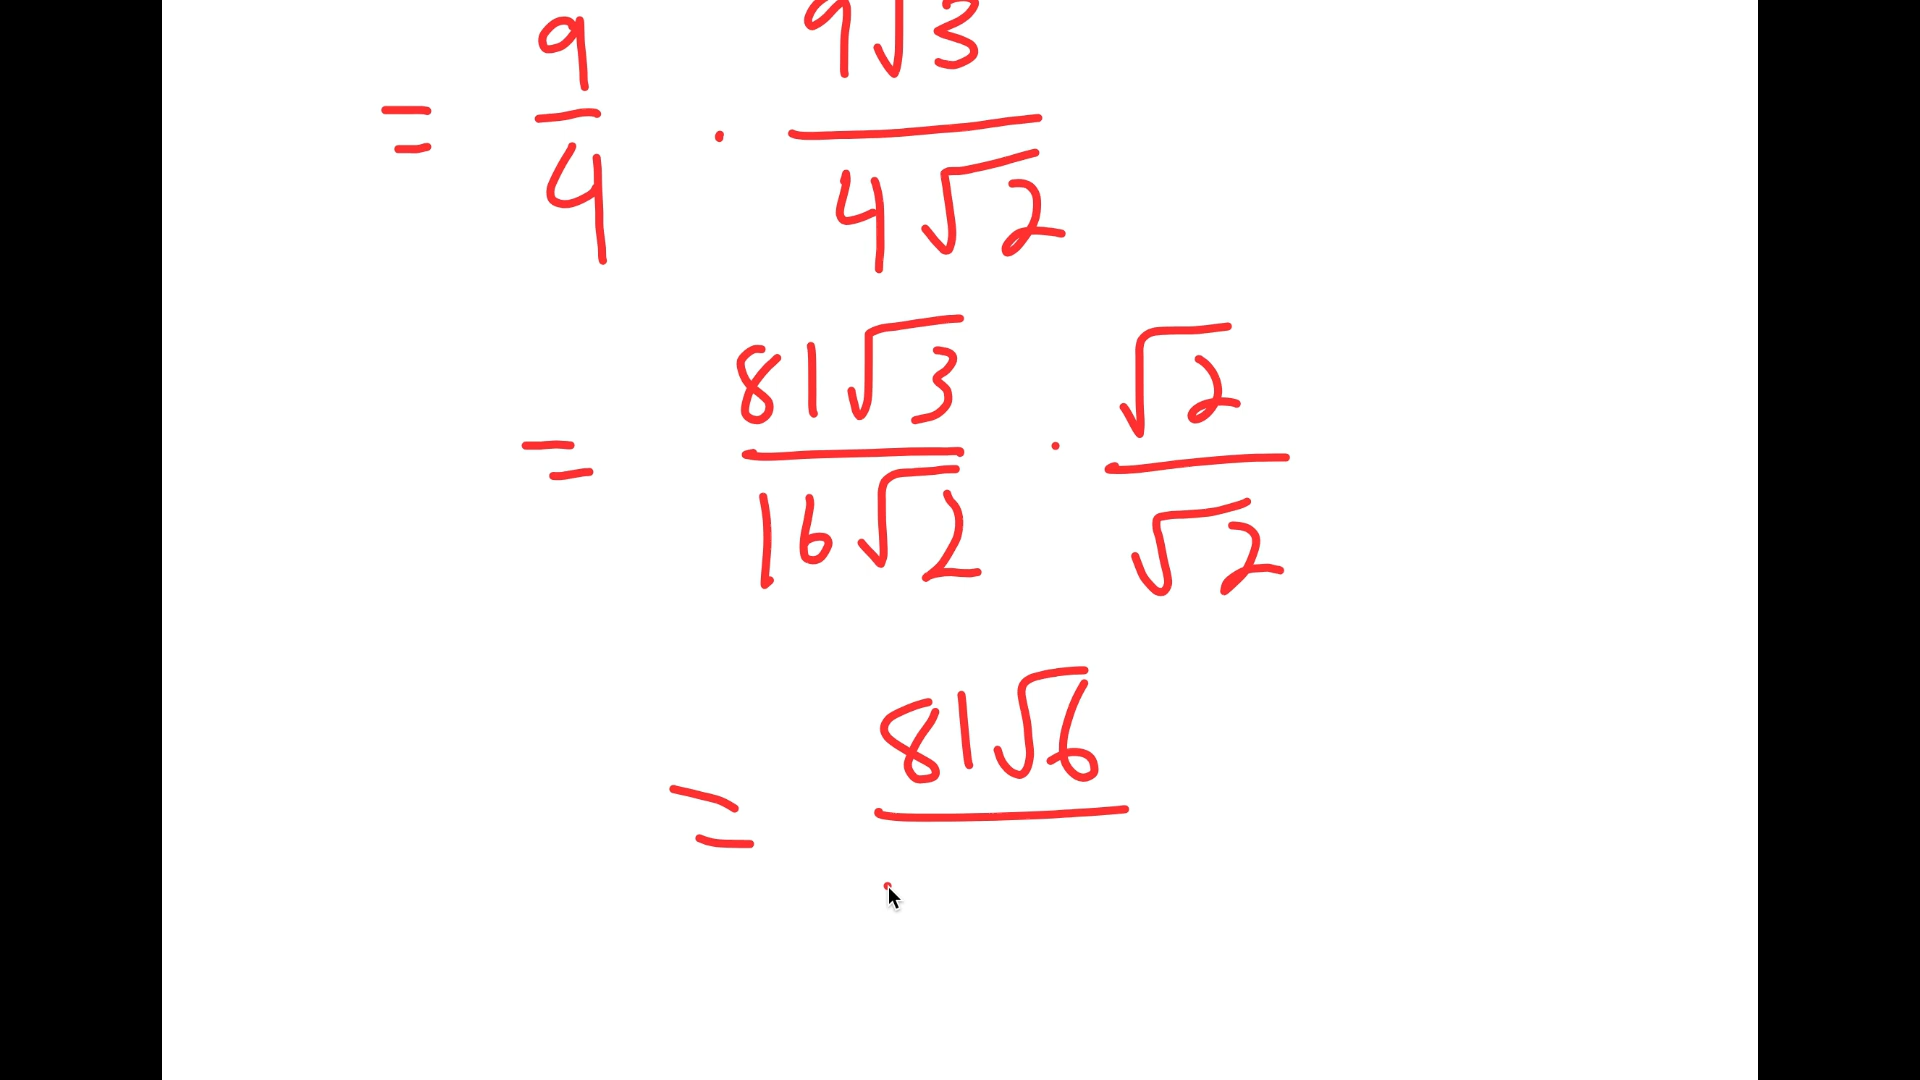 = 9/4 · 9√3/4√2
= 81√3/16√2 · √2/√2
= 81√6/